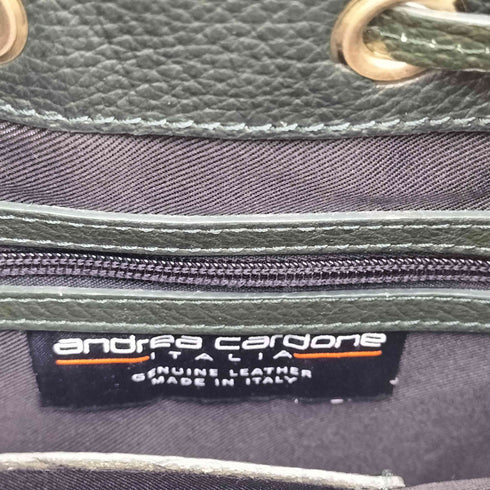 andrea cardone
ITALIA
GENUINE LEATHER
MADE IN ITALY